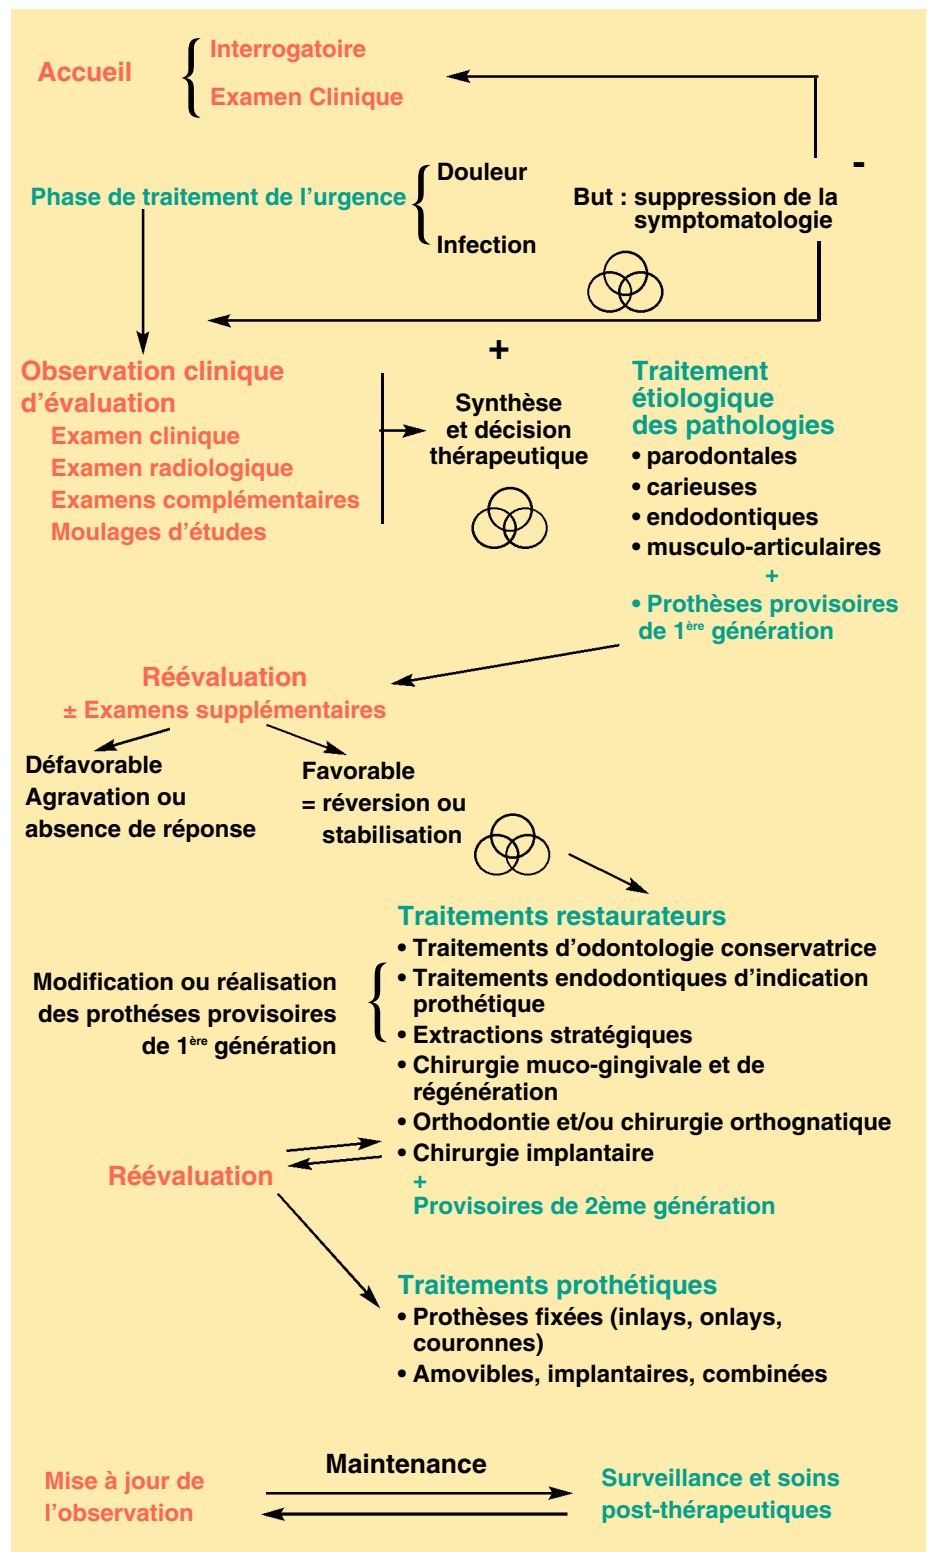 Accueil
{
Interrogatoire
Examen Clinique
-
Phase de traitement de l’urgence
{
Douleur
Infection
But : suppression de la
symptomatologie
+
Observation clinique
d’évaluation
Examen clinique
Examen radiologique
Examens complémentaires
Moulages d’études
Synthèse
et décision
thérapeutique
Traitement
étiologique
des pathologies
• parodontales
• carieuses
• endodontiques
• musculo-articulaires
+
• Prothèses provisoires
de 1ère génération
Réévaluation
± Examens supplémentaires
Défavorable
Agravation ou
absence de réponse
Favorable
= réversion ou
stabilisation
Traitements restaurateurs
• Traitements d’odontologie conservatrice
• Traitements endodontiques d’indication
prothétique
• Extractions stratégiques
• Chirurgie muco-gingivale et de
régénération
• Orthodontie et/ou chirurgie orthognatique
• Chirurgie implantaire
+
Provisoires de 2ème génération
Modification ou réalisation
des prothéses provisoires
de 1ère génération
{
Réévaluation
Traitements prothétiques
• Prothèses fixées (inlays, onlays,
couronnes)
• Amovibles, implantaires, combinées
Mise à jour de
l’observation
Maintenance
Surveillance et soins
post-thérapeutiques